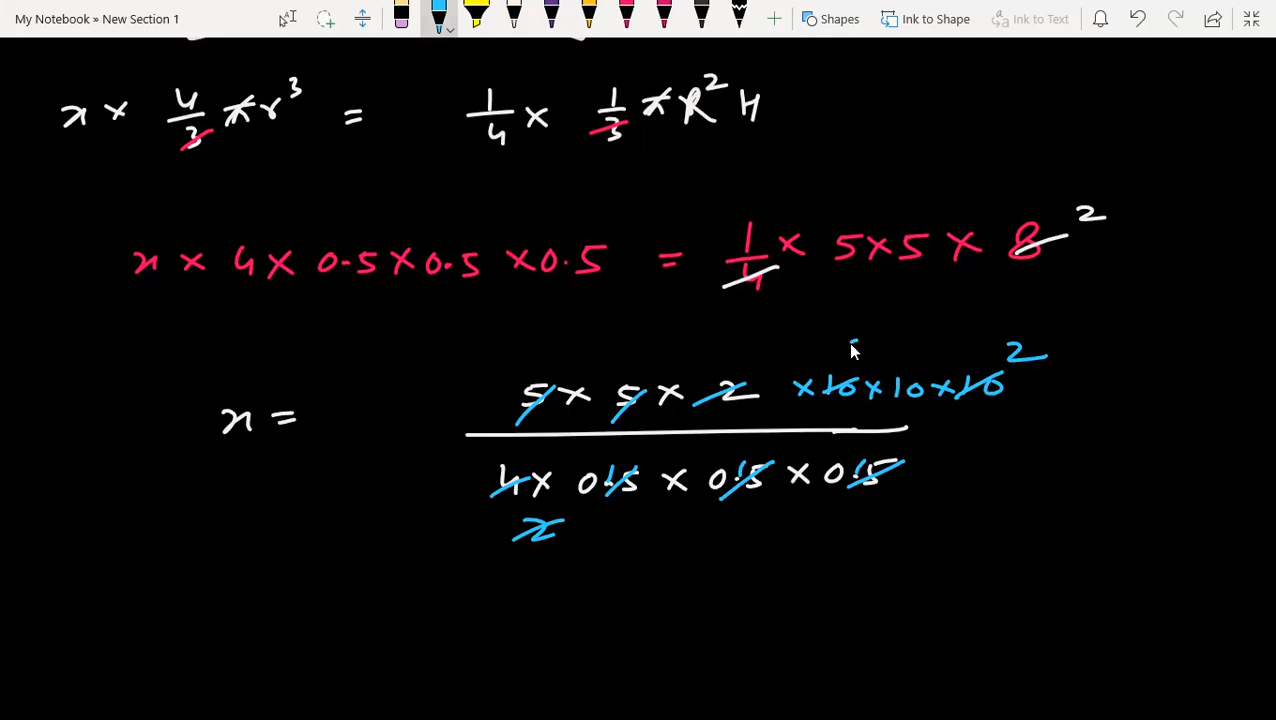 My Notebook » New Section 1 Shapes Ink to Shape Ink to Text
x × 4/3 πr³ = 1/4 × 1/3 πR²H
x × 4 × 0.5 × 0.5 × 0.5 = 1/4 × 5 × 5 × 8 2
2
x = 5 × 5 × 2 × 10 × 10 × 10
4 × 0.5 × 0.5 × 0.5
2